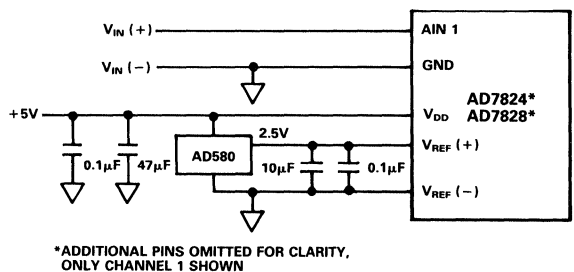 V_IN (+)
AIN 1
V_IN (−)
GND
AD7824*
AD7828*
+5V
V_DD
2.5V
V_REF (+)
0.1μF
47μF
AD580
10μF
0.1μF
V_REF (−)
*ADDITIONAL PINS OMITTED FOR CLARITY,
ONLY CHANNEL 1 SHOWN